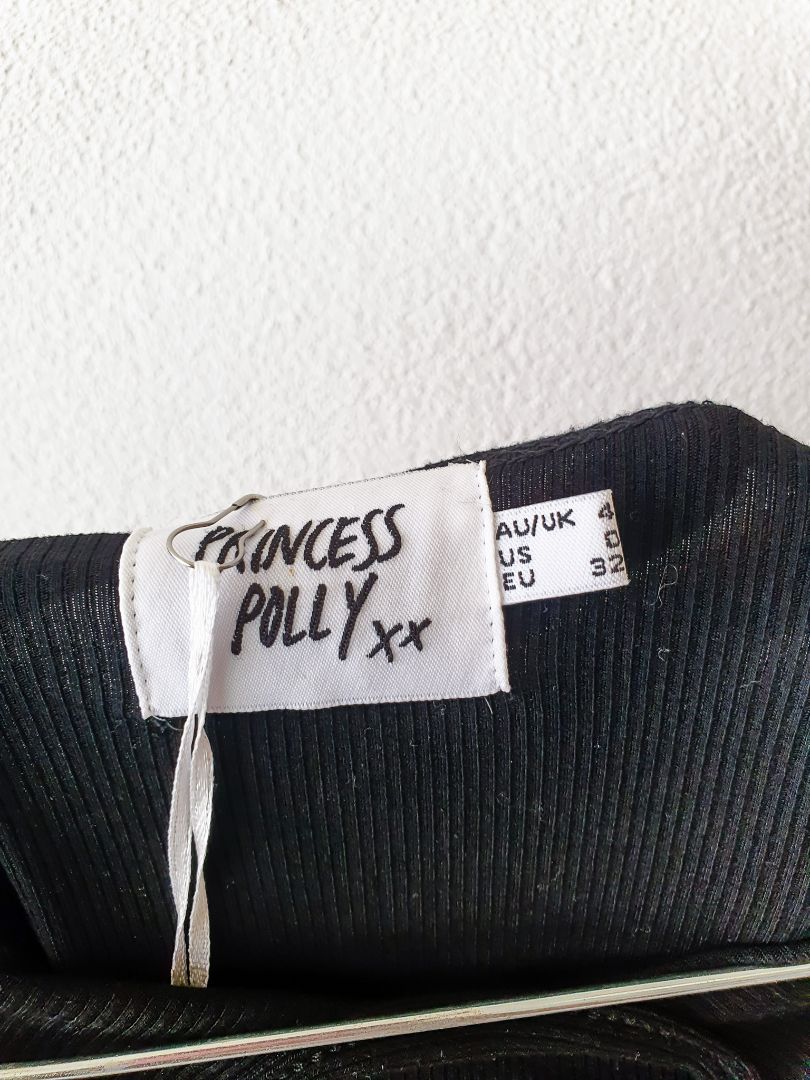 PRINCESS
POLLY xx
AU/UK 4
US 0
EU 32